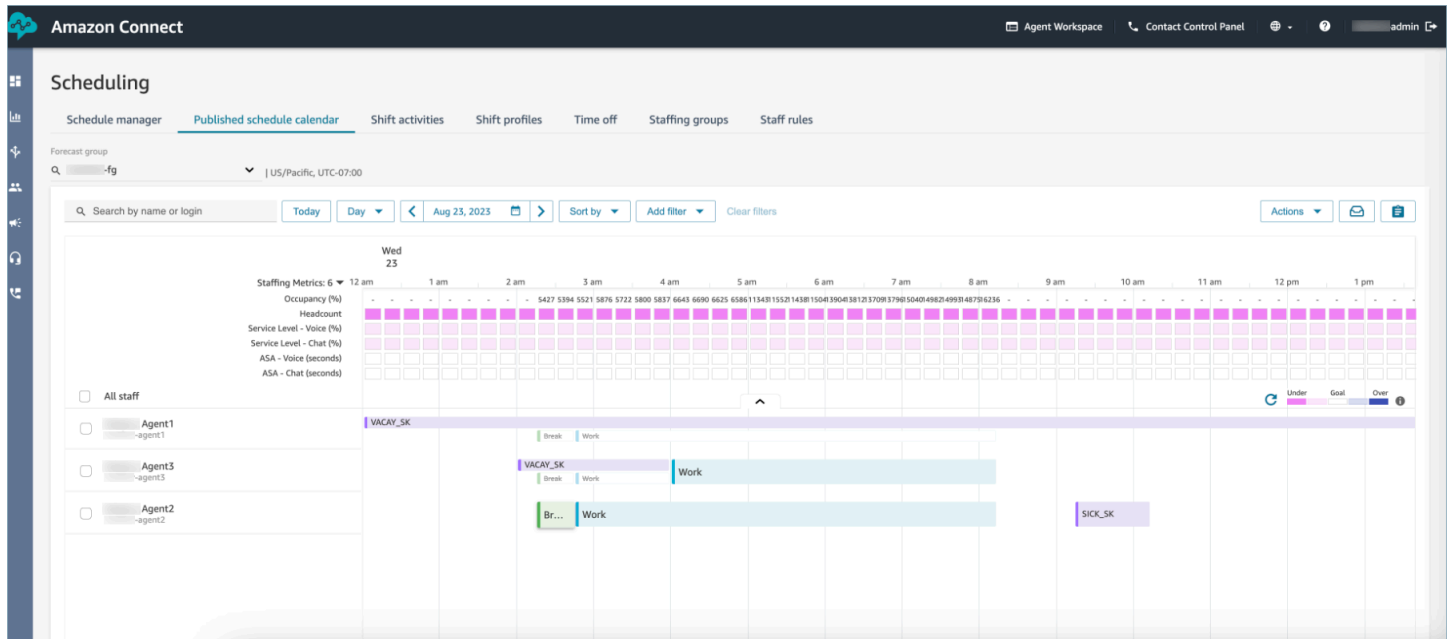 Amazon Connect
Agent Workspace Contact Control Panel admin
Scheduling
Schedule manager Published schedule calendar Shift activities Shift profiles Time off Staffing groups Staff rules
Forecast group
-fg | US/Pacific, UTC-07:00
Search by name or login Today Day Aug 23, 2023 Sort by Add filter Clear filters Actions
Wed
23
Staffing Metrics: 6 12 am 1 am 2 am 3 am 4 am 5 am 6 am 7 am 8 am 9 am 10 am 11 am 12 pm 1 pm
Occupancy (%) - - - - - - - - - 5427 5394 5521 5876 5722 5800 5837 6643 6690 6625 6586 - - - - - - - - - - - - - - - - - - - - - -
Headcount
Service Level - Voice (%)
Service Level - Chat (%)
ASA - Voice (seconds)
ASA - Chat (seconds)
All staff Under Goal Over
Agent1 VACAY_SK
-agent1 Break Work
Agent3 VACAY_SK Work
-agent3 Break Work
Agent2 Br... Work SICK_SK
-agent2